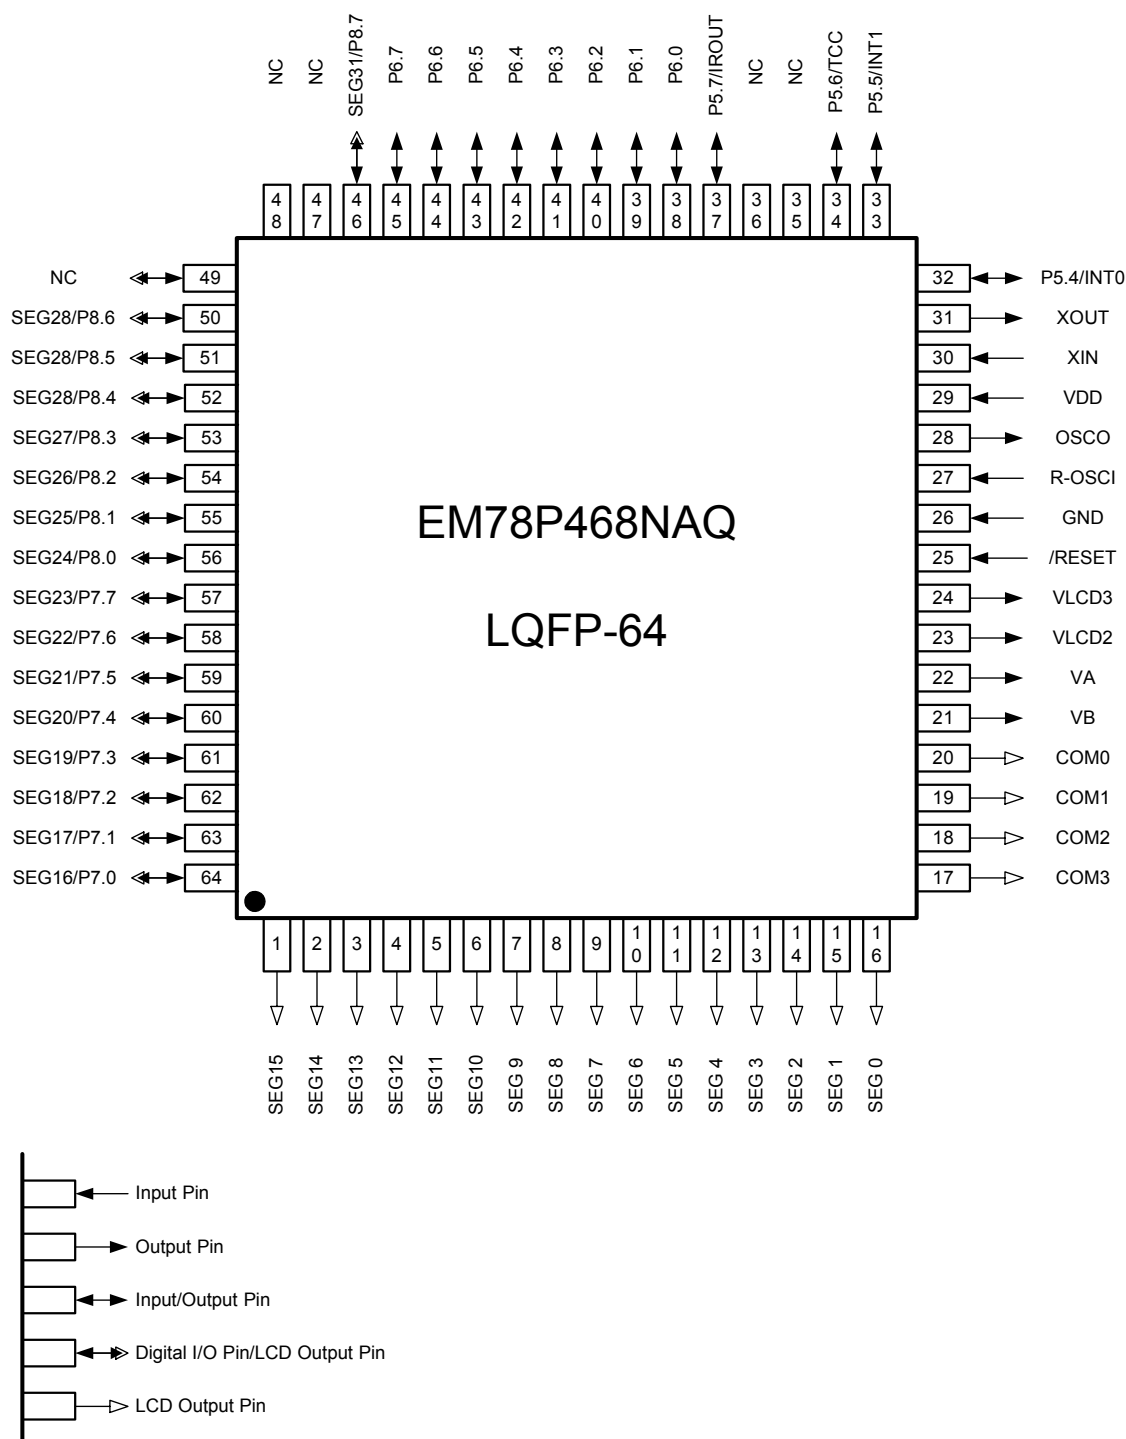 NC
NC
SEG31/P8.7
P6.7
P6.6
P6.5
P6.4
P6.3
P6.2
P6.1
P6.0
P5.7/IROUT
NC
NC
P5.6/TCC
P5.5/INT1
48
47
46
45
44
43
42
41
40
39
38
37
36
35
34
33
NC 49
SEG28/P8.6 50
SEG28/P8.5 51
SEG28/P8.4 52
SEG27/P8.3 53
SEG26/P8.2 54
SEG25/P8.1 55
SEG24/P8.0 56
SEG23/P7.7 57
SEG22/P7.6 58
SEG21/P7.5 59
SEG20/P7.4 60
SEG19/P7.3 61
SEG18/P7.2 62
SEG17/P7.1 63
SEG16/P7.0 64
EM78P468NAQ
LQFP-64
32 P5.4/INT0
31 XOUT
30 XIN
29 VDD
28 OSCO
27 R-OSCI
26 GND
25 /RESET
24 VLCD3
23 VLCD2
22 VA
21 VB
20 COM0
19 COM1
18 COM2
17 COM3
1
2
3
4
5
6
7
8
9
10
11
12
13
14
15
16
SEG15
SEG14
SEG13
SEG12
SEG11
SEG10
SEG 9
SEG 8
SEG 7
SEG 6
SEG 5
SEG 4
SEG 3
SEG 2
SEG 1
SEG 0
Input Pin
Output Pin
Input/Output Pin
Digital I/O Pin/LCD Output Pin
LCD Output Pin